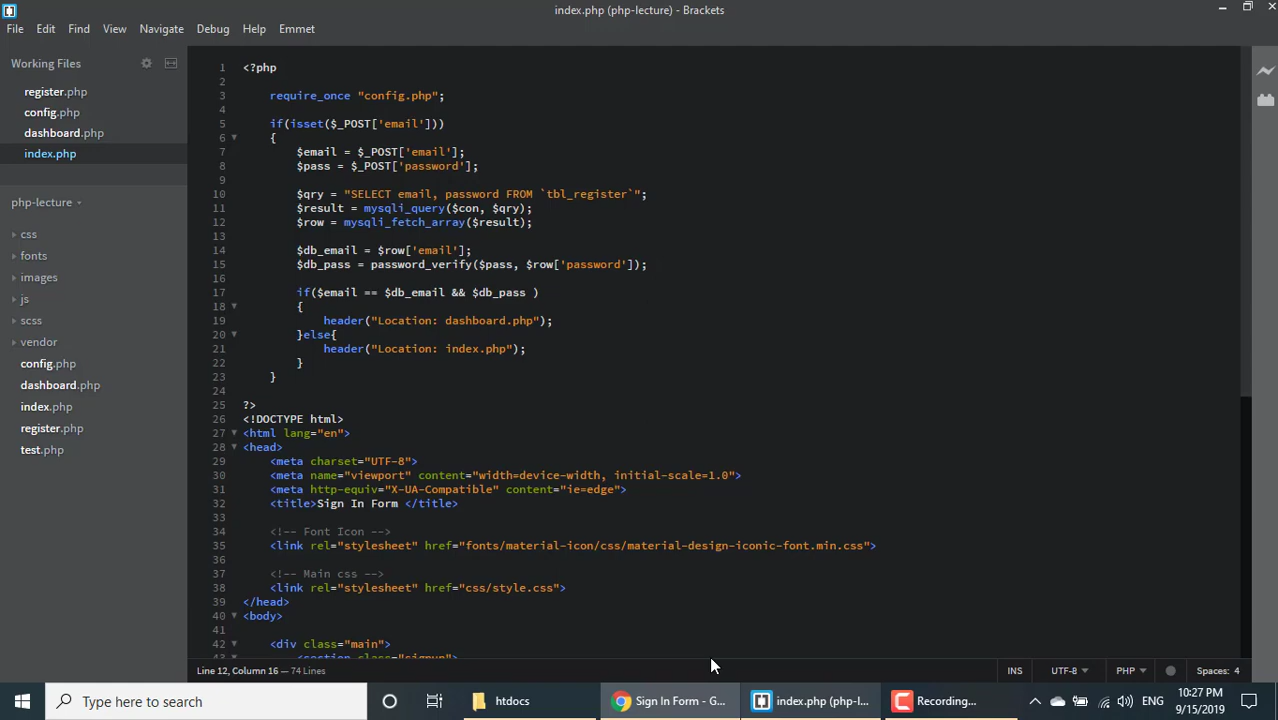 index.php (php-lecture) - Brackets
File Edit Find View Navigate Debug Help Emmet
Working Files
register.php
config.php
dashboard.php
index.php
php-lecture
css
fonts
images
js
scss
vendor
config.php
dashboard.php
index.php
register.php
test.php
1 <?php
2
3 require_once "config.php";
4
5 if(isset($_POST['email']))
6 {
7 $email = $_POST['email'];
8 $pass = $_POST['password'];
9
10 $qry = "SELECT email, password FROM `tbl_register`";
11 $result = mysqli_query($con, $qry);
12 $row = mysqli_fetch_array($result);
13
14 $db_email = $row['email'];
15 $db_pass = password_verify($pass, $row['password']);
16
17 if($email == $db_email && $db_pass )
18 {
19 header("Location: dashboard.php");
20 }else{
21 header("Location: index.php");
22 }
23 }
24
25 ?>
26 <!DOCTYPE html>
27 <html lang="en">
28 <head>
29 <meta charset="UTF-8">
30 <meta name="viewport" content="width=device-width, initial-scale=1.0">
31 <meta http-equiv="X-UA-Compatible" content="ie=edge">
32 <title>Sign In Form </title>
33
34 <!-- Font Icon -->
35 <link rel="stylesheet" href="fonts/material-icon/css/material-design-iconic-font.min.css">
36
37 <!-- Main css -->
38 <link rel="stylesheet" href="css/style.css">
39 </head>
40 <body>
41
42 <div class="main">
43 <section class="signup">
Line 12, Column 16 — 74 Lines
INS UTF-8 PHP Spaces: 4
Type here to search
htdocs
Sign In Form - G...
index.php (php-l...
Recording...
ENG
10:27 PM
9/15/2019